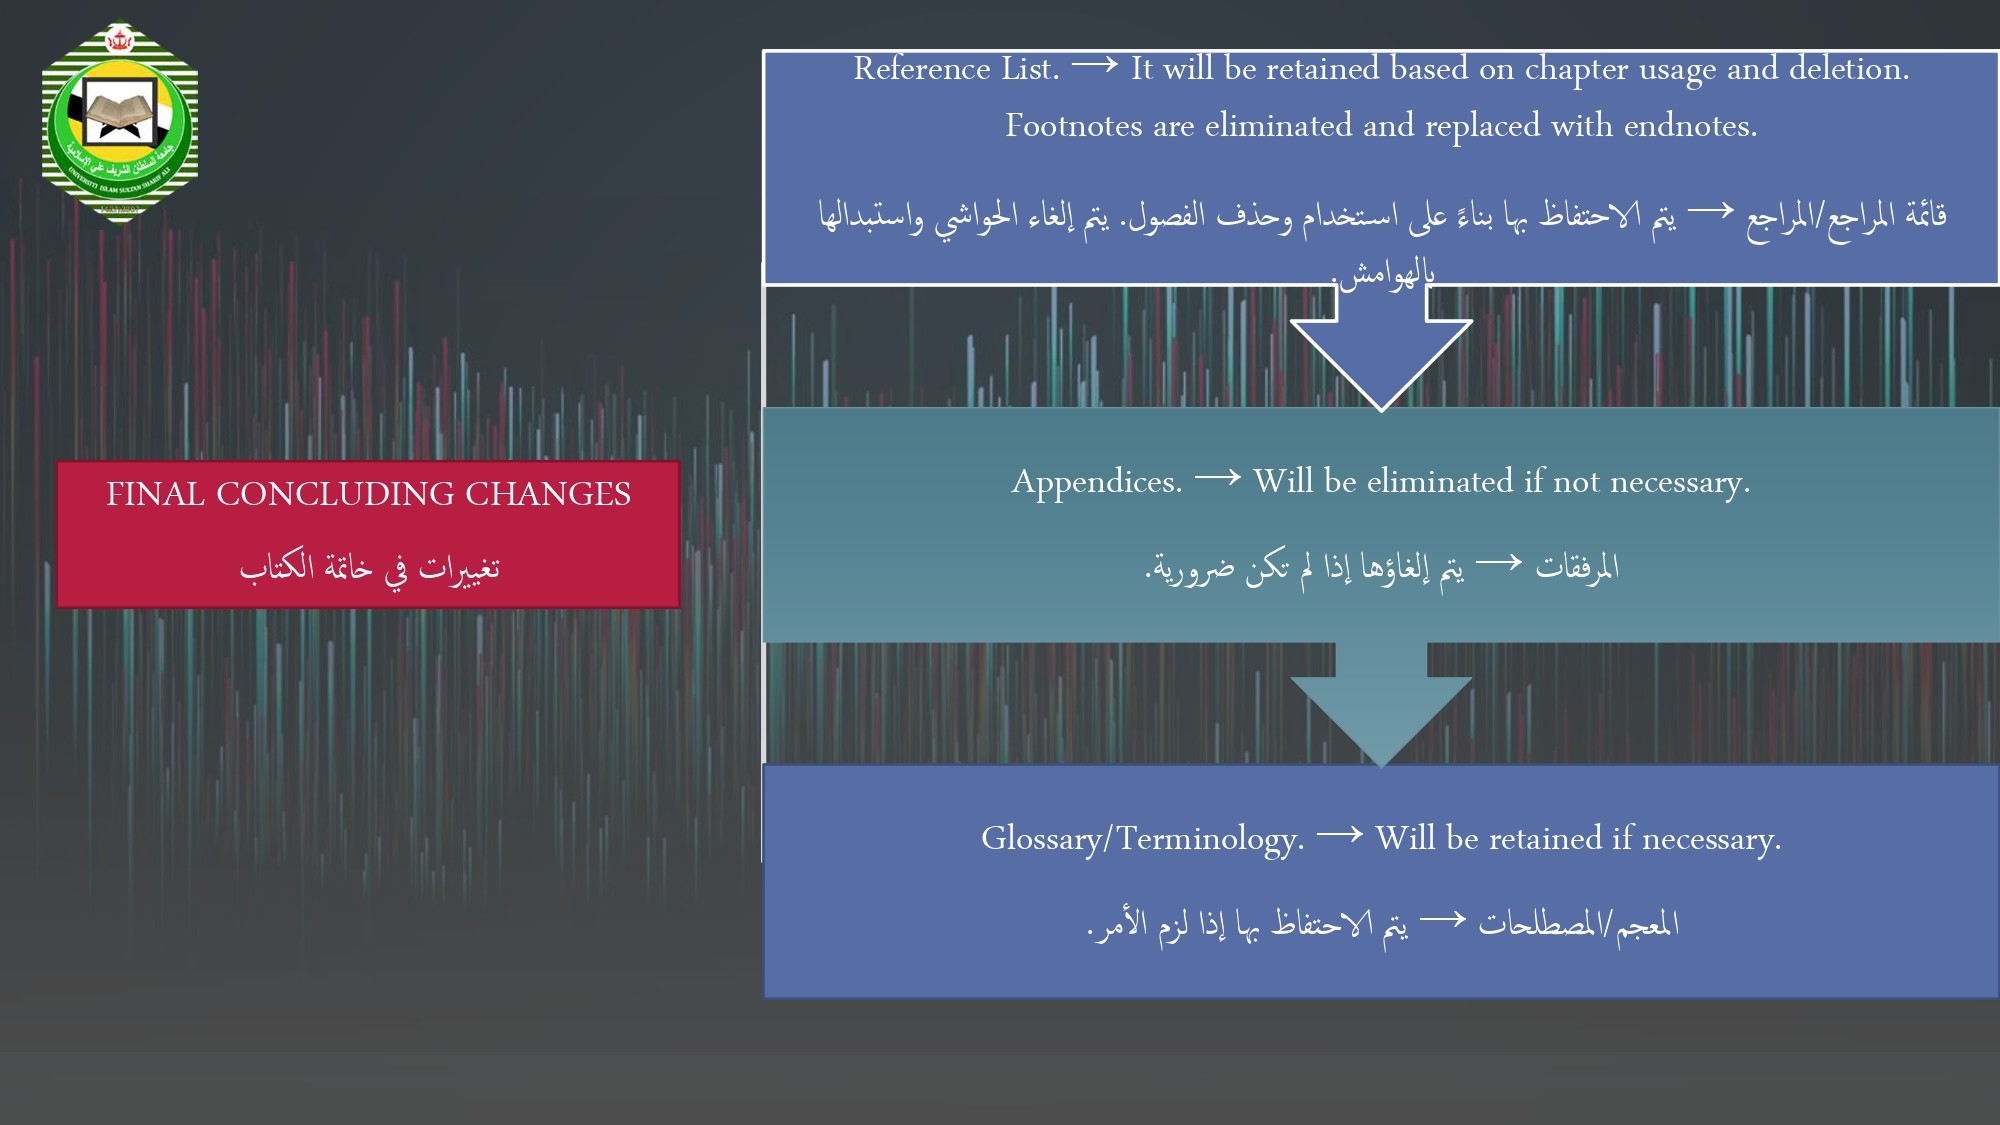 جامعة السلطان الشريف علي الإسلامية
UNIVERSITI ISLAM SULTAN SHARIF ALI
FINAL CONCLUDING CHANGES
تغييرات في خاتمة الكتاب
Reference List. → It will be retained based on chapter usage and deletion.
Footnotes are eliminated and replaced with endnotes.
قائمة المراجع/المراجع → يتم الاحتفاظ بها بناءً على استخدام وحذف الفصول. يتم إلغاء الحواشي واستبدالها
بالهوامش.
Appendices. → Will be eliminated if not necessary.
المرفقات → يتم إلغاؤها إذا لم تكن ضرورية.
Glossary/Terminology. → Will be retained if necessary.
المعجم/المصطلحات → يتم الاحتفاظ بها إذا لزم الأمر.